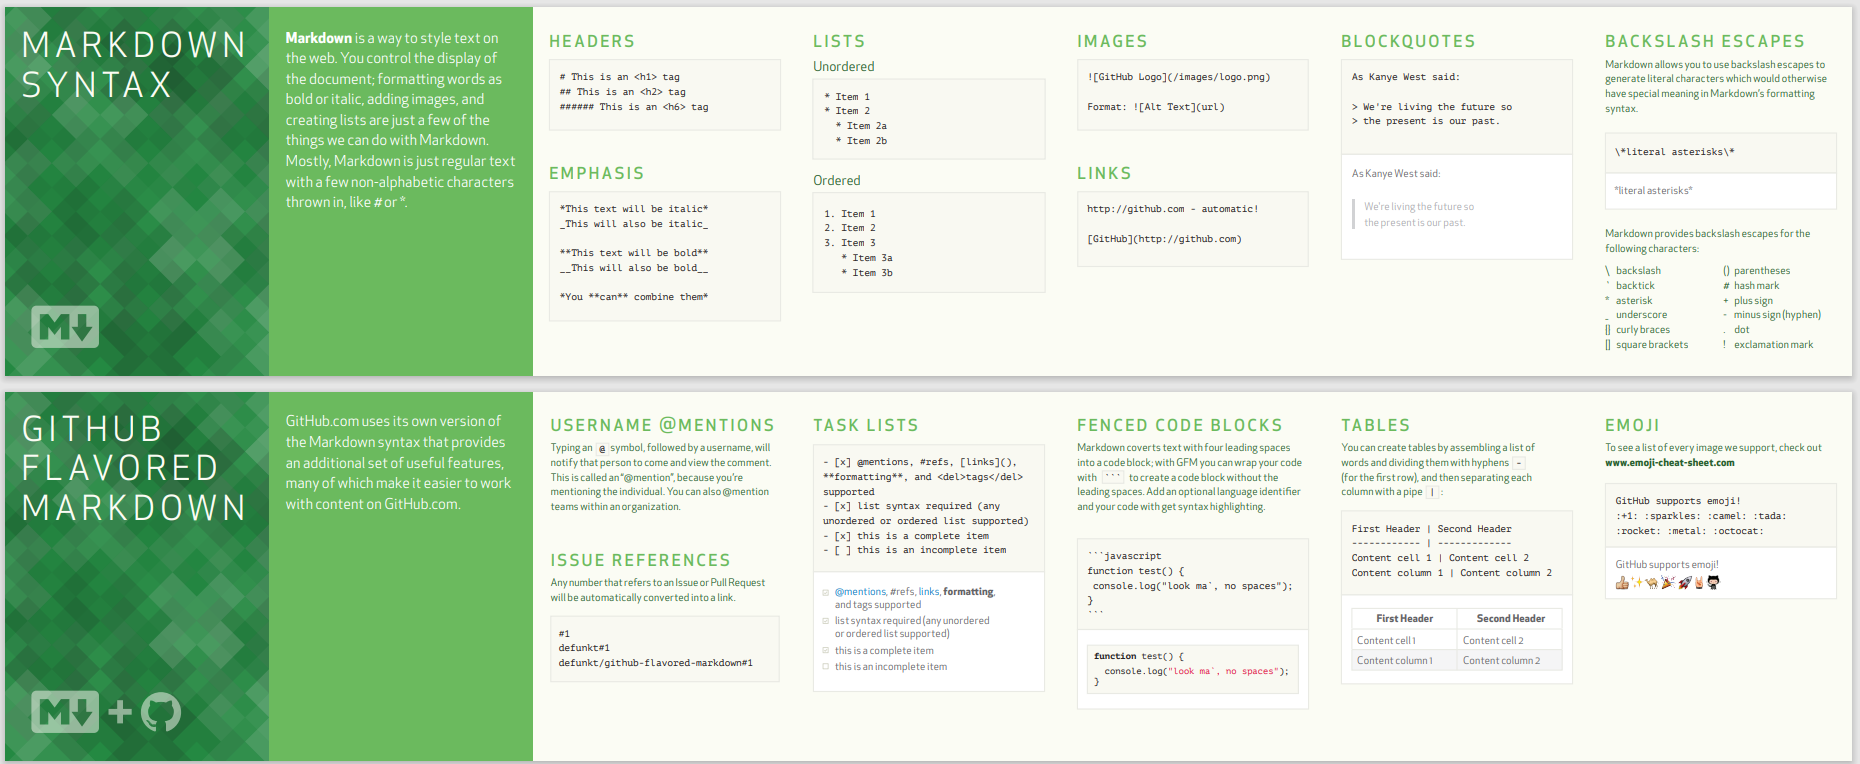 MARKDOWN
SYNTAX
Markdown is a way to style text on
the web. You control the display of
the document; formatting words as
bold or italic, adding images, and
creating lists are just a few of the
things we can do with Markdown.
Mostly, Markdown is just regular text
with a few non-alphabetic characters
thrown in, like # or *.
HEADERS
# This is an <h1> tag
## This is an <h2> tag
###### This is an <h6> tag
EMPHASIS
*This text will be italic*
_This will also be italic_
**This text will be bold**
__This will also be bold__
*You **can** combine them*
LISTS
Unordered
* Item 1
* Item 2
  * Item 2a
  * Item 2b
Ordered
1. Item 1
2. Item 2
3. Item 3
   * Item 3a
   * Item 3b
IMAGES
![GitHub Logo](/images/logo.png)
Format: ![Alt Text](url)
LINKS
http://github.com - automatic!
[GitHub](http://github.com)
BLOCKQUOTES
As Kanye West said:
> We're living the future so
> the present is our past.
As Kanye West said:
We're living the future so
the present is our past.
BACKSLASH ESCAPES
Markdown allows you to use backslash escapes to
generate literal characters which would otherwise
have special meaning in Markdown's formatting
syntax.
\*literal asterisks\*
*literal asterisks*
Markdown provides backslash escapes for the
following characters:
\ backslash
` backtick
* asterisk
_ underscore
{} curly braces
[] square brackets
() parentheses
# hash mark
+ plus sign
- minus sign (hyphen)
. dot
! exclamation mark
M
GITHUB
FLAVORED
MARKDOWN
GitHub.com uses its own version of
the Markdown syntax that provides
an additional set of useful features,
many of which make it easier to work
with content on GitHub.com.
USERNAME @MENTIONS
Typing an @ symbol, followed by a username, will
notify that person to come and view the comment.
This is called an "@mention", because you're
mentioning the individual. You can also @mention
teams within an organization.
ISSUE REFERENCES
Any number that refers to an Issue or Pull Request
will be automatically converted into a link.
#1
defunkt#1
defunkt/github-flavored-markdown#1
TASK LISTS
- [x] @mentions, #refs, [links](),
**formatting**, and <del>tags</del>
supported
- [x] list syntax required (any
unordered or ordered list supported)
- [x] this is a complete item
- [ ] this is an incomplete item
@mentions, #refs, links, formatting,
and tags supported
list syntax required (any unordered
or ordered list supported)
this is a complete item
this is an incomplete item
FENCED CODE BLOCKS
Markdown coverts text with four leading spaces
into a code block; with GFM you can wrap your code
with ``` to create a code block without the
leading spaces. Add an optional language identifier
and your code with get syntax highlighting.
```javascript
function test() {
 console.log("look ma`, no spaces");
}
```
function test() {
  console.log("look ma`, no spaces");
}
TABLES
You can create tables by assembling a list of
words and dividing them with hyphens -
(for the first row), and then separating each
column with a pipe | :
First Header | Second Header
------------ | -------------
Content cell 1 | Content cell 2
Content column 1 | Content column 2
First Header Second Header
Content cell 1 Content cell 2
Content column 1 Content column 2
EMOJI
To see a list of every image we support, check out
www.emoji-cheat-sheet.com
GitHub supports emoji!
:+1: :sparkles: :camel: :tada:
:rocket: :metal: :octocat:
GitHub supports emoji!
M +